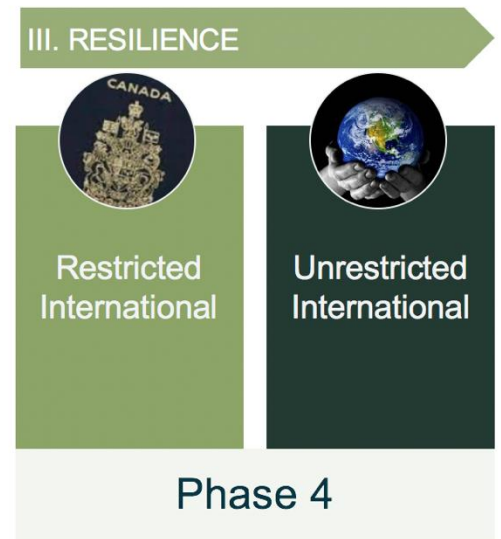 III. RESILIENCE
CANADA
Restricted
International
Unrestricted
International
Phase 4